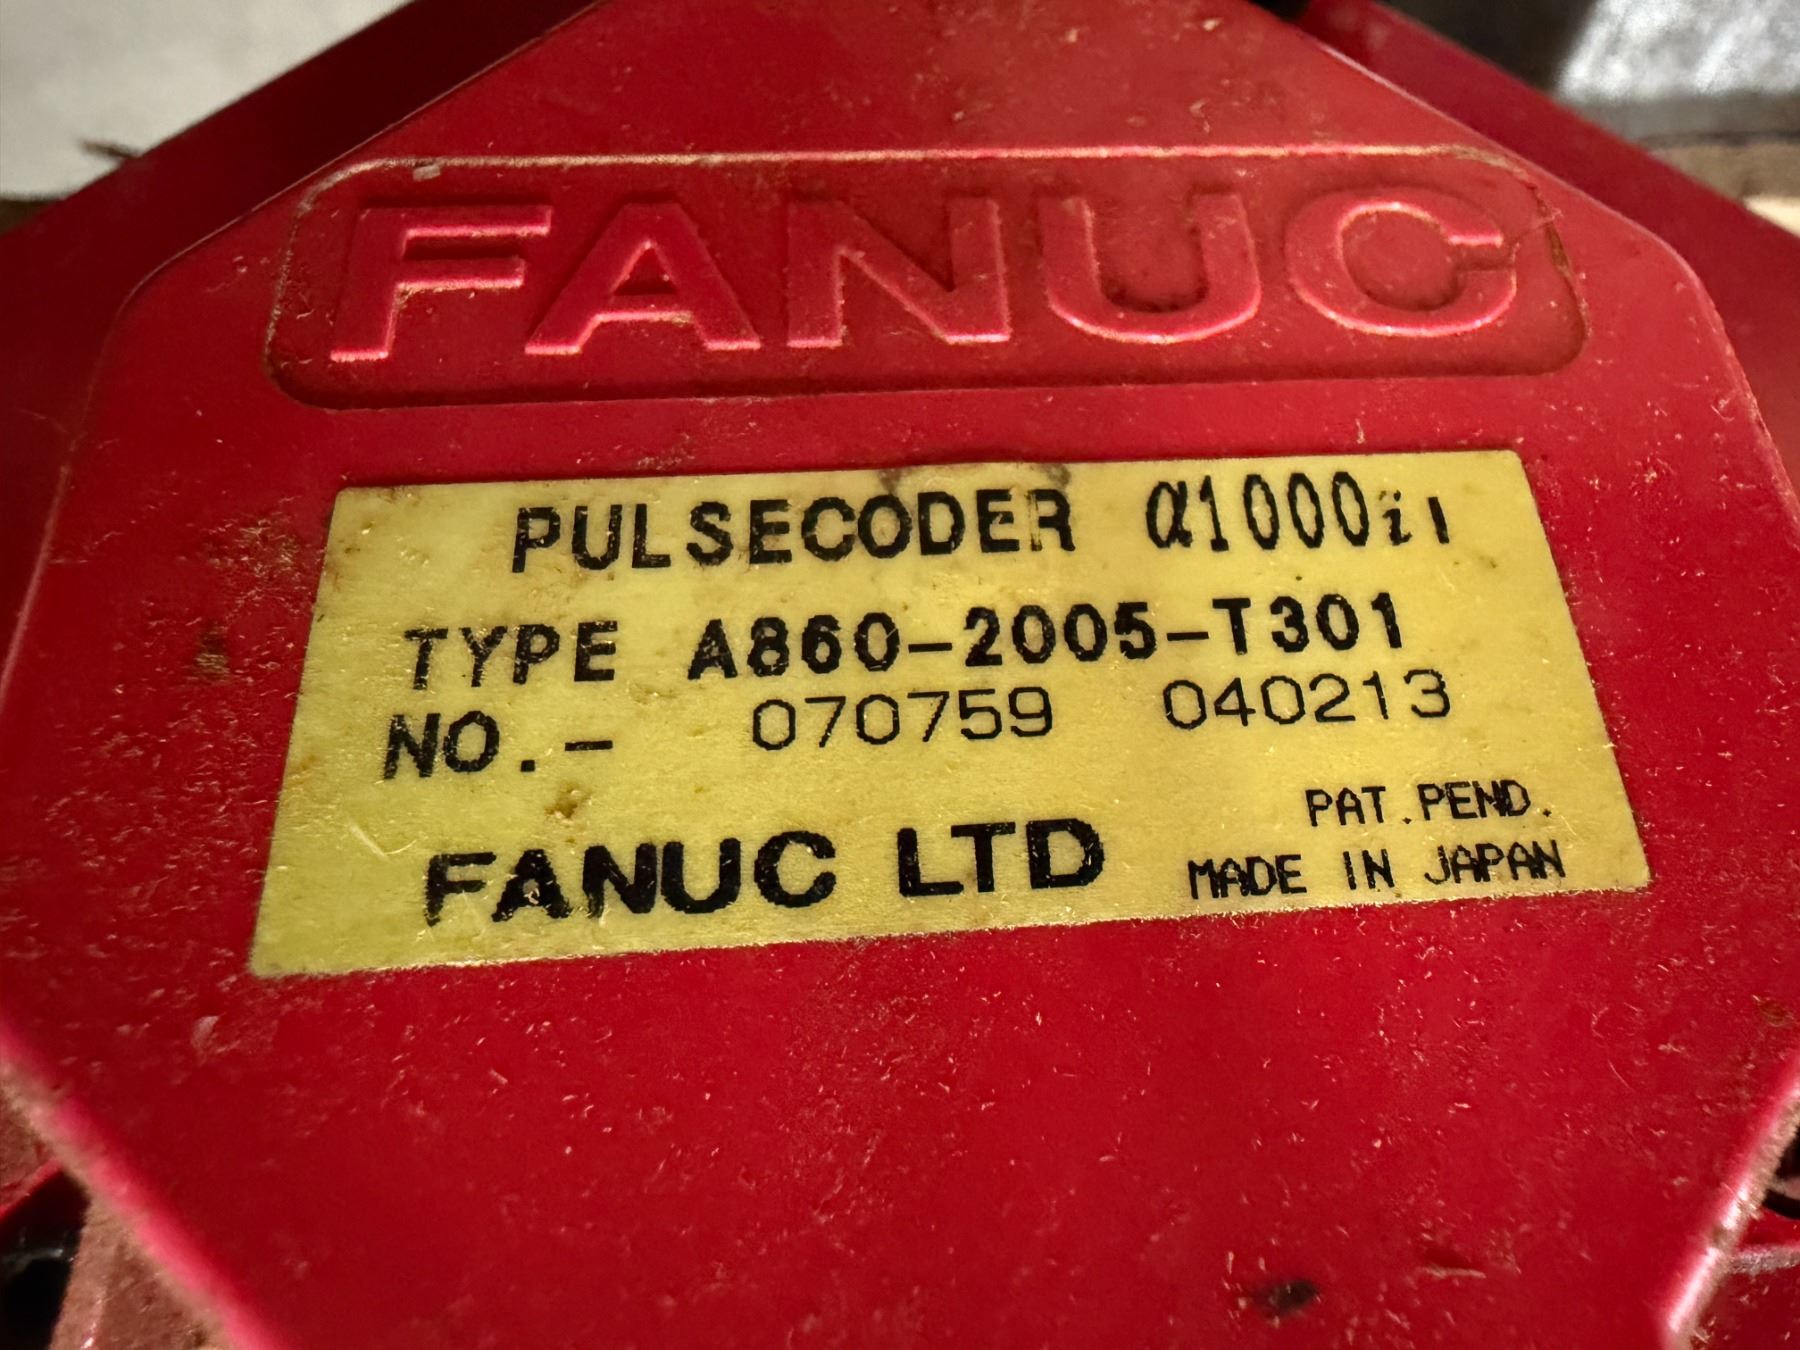 FANUC
PULSECODER α1000iI
TYPE A860-2005-T301
NO.- 070759 040213
PAT.PEND.
FANUC LTD MADE IN JAPAN